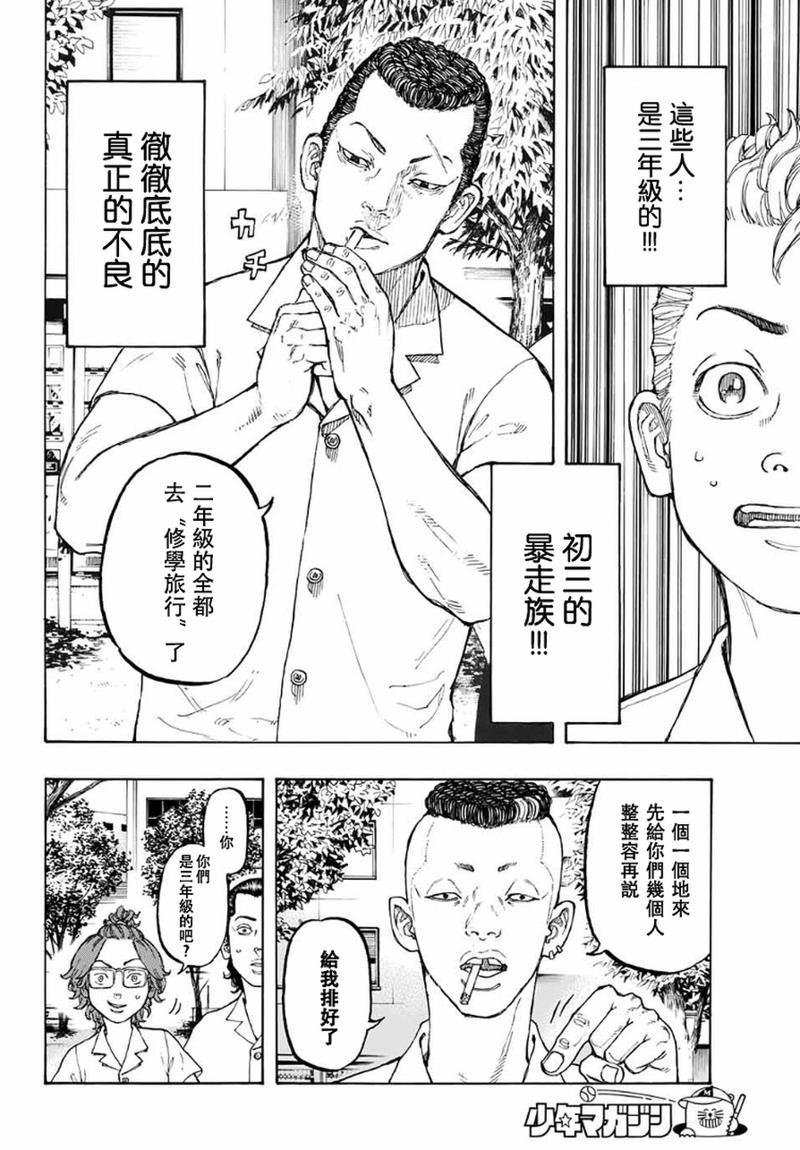 這些人…
是三年級的!!!
初三的
暴走族!!!
徹徹底底的
真正的不良
カチ
二年級的全都
去〝修學旅行〞了
一個一個地來
先給你們幾個人
整整容再說
給我排好了
……你
你們
是三年級的吧?
少年マガジン